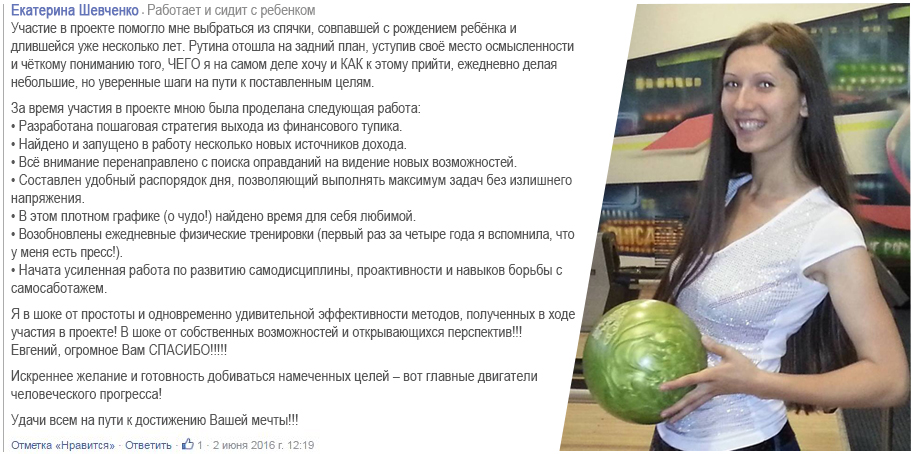 Екатерина Шевченко · Работает и сидит с ребенком
Участие в проекте помогло мне выбраться из спячки, совпавшей с рождением ребёнка и
длившейся уже несколько лет. Рутина отошла на задний план, уступив своё место осмысленности
и чёткому пониманию того, ЧЕГО я на самом деле хочу и КАК к этому прийти, ежедневно делая
небольшие, но уверенные шаги на пути к поставленным целям.
За время участия в проекте мною была проделана следующая работа:
• Разработана пошаговая стратегия выхода из финансового тупика.
• Найдено и запущено в работу несколько новых источников дохода.
• Всё внимание перенаправлено с поиска оправданий на видение новых возможностей.
• Составлен удобный распорядок дня, позволяющий выполнять максимум задач без излишнего
напряжения.
• В этом плотном графике (о чудо!) найдено время для себя любимой.
• Возобновлены ежедневные физические тренировки (первый раз за четыре года я вспомнила, что
у меня есть пресс!).
• Начата усиленная работа по развитию самодисциплины, проактивности и навыков борьбы с
самосаботажем.
Я в шоке от простоты и одновременно удивительной эффективности методов, полученных в ходе
участия в проекте! В шоке от собственных возможностей и открывающихся перспектив!!!
Евгений, огромное Вам СПАСИБО!!!!!
Искреннее желание и готовность добиваться намеченных целей – вот главные двигатели
человеческого прогресса!
Удачи всем на пути к достижению Вашей мечты!!!
Отметка «Нравится» · Ответить · 1 · 2 июня 2016 г. 12:19